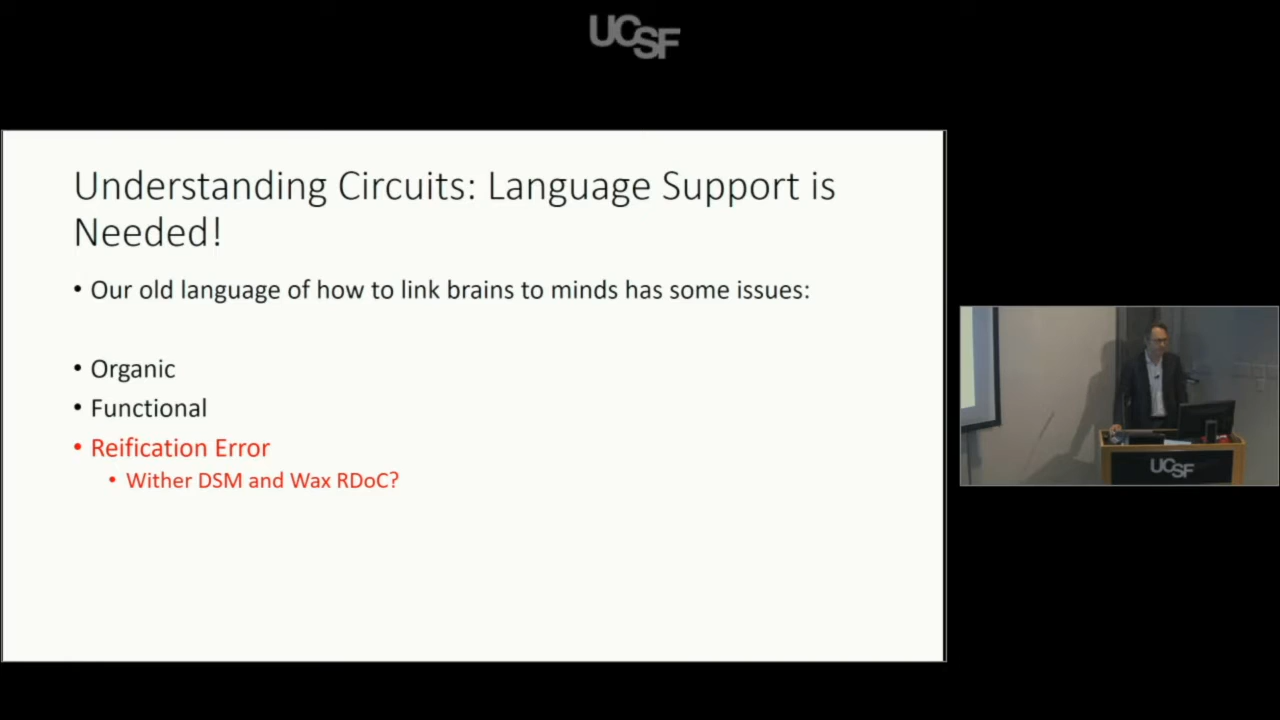 UCSF
Understanding Circuits: Language Support is
Needed!
• Our old language of how to link brains to minds has some issues:
• Organic
• Functional
• Reification Error
• Wither DSM and Wax RDoC?
UCSF